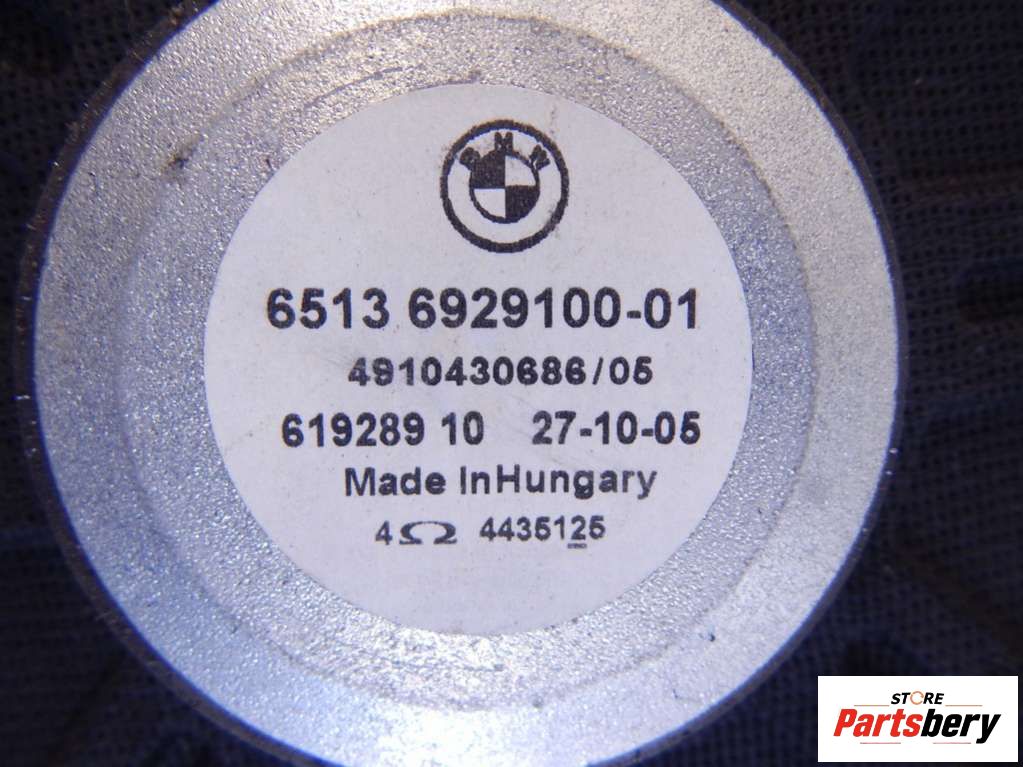 BMW
6513 6929100-01
4910430686/05
619289 10 27-10-05
Made InHungary
4Ω 4435125
STORE
Partsbery